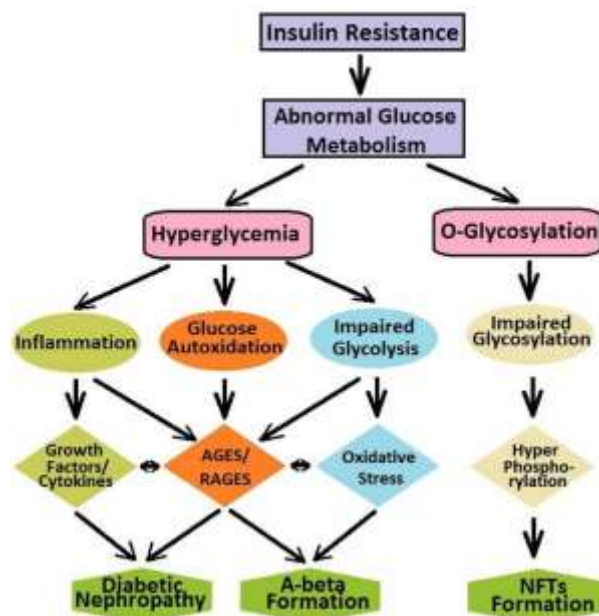 Insulin Resistance
Abnormal Glucose
Metabolism
Hyperglycemia
O-Glycosylation
Inflammation
Glucose
Autoxidation
Impaired
Glycolysis
Impaired
Glycosylation
Growth
Factors/
Cytokines
AGES/
RAGES
Oxidative
Stress
Hyper
Phospho-
rylation
Diabetic
Nephropathy
A-beta
Formation
NFTs
Formation